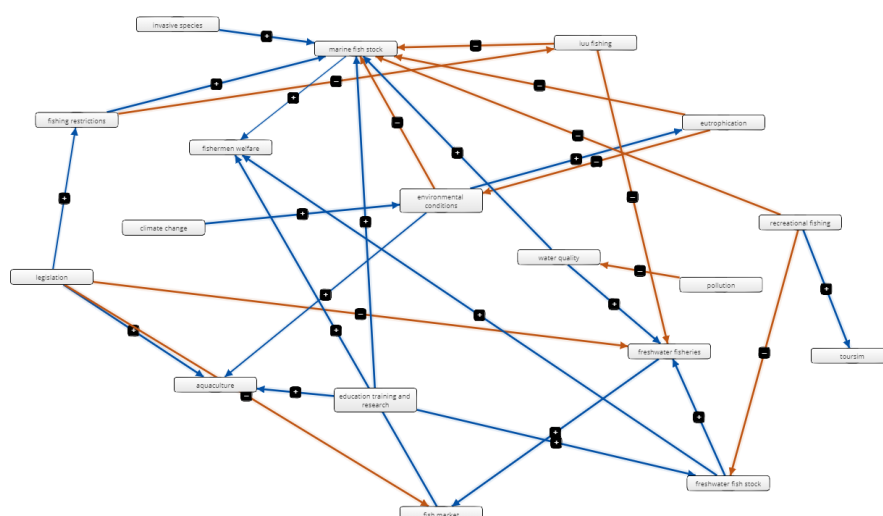 invasive species
marine fish stock
iuu fishing
fishing restrictions
eutrophication
fishermen welfare
environmental
conditions
recreational fishing
climate change
water quality
legislation
pollution
freshwater fisheries
toursim
aquaculture
education training and
research
freshwater fish stock
fish market